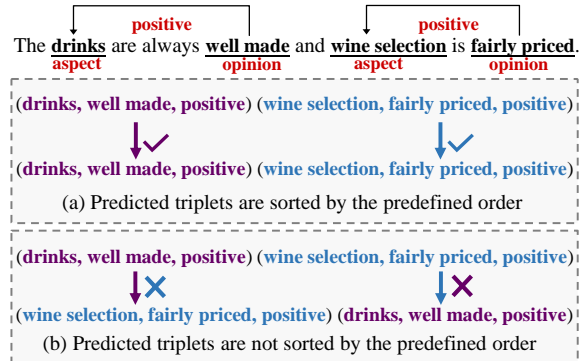 positive positive
The drinks are always well made and wine selection is fairly priced.
aspect opinion aspect opinion
(drinks, well made, positive) (wine selection, fairly priced, positive)
(drinks, well made, positive) (wine selection, fairly priced, positive)
(a) Predicted triplets are sorted by the predefined order
(drinks, well made, positive) (wine selection, fairly priced, positive)
(wine selection, fairly priced, positive) (drinks, well made, positive)
(b) Predicted triplets are not sorted by the predefined order